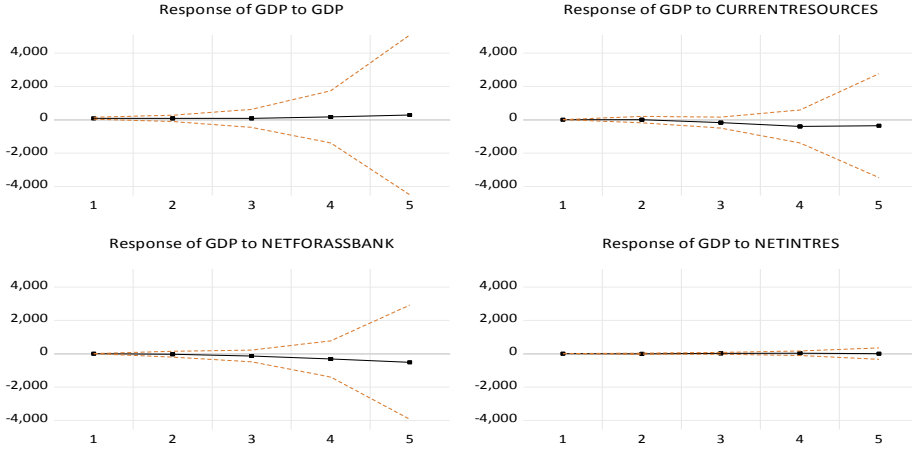 Response of GDP to GDP
4,000
2,000
0
-2,000
-4,000
1 2 3 4 5
Response of GDP to CURRENTRESOURCES
4,000
2,000
0
-2,000
-4,000
1 2 3 4 5
Response of GDP to NETFORASSBANK
4,000
2,000
0
-2,000
-4,000
1 2 3 4 5
Response of GDP to NETINTRES
4,000
2,000
0
-2,000
-4,000
1 2 3 4 5